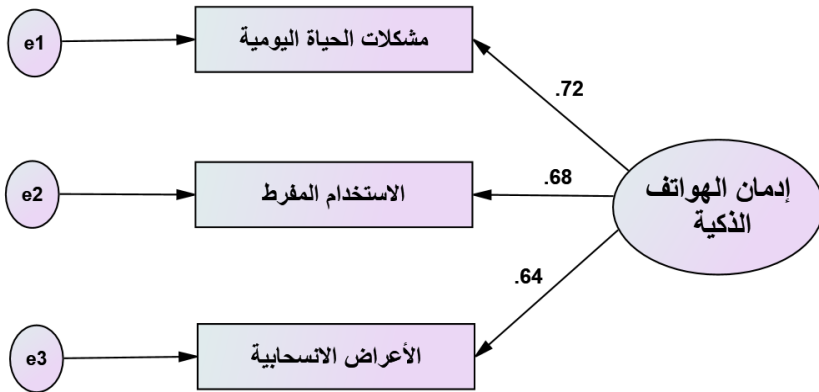 e1
مشكلات الحياة اليومية
.72
e2
الاستخدام المفرط
.68
إدمان الهواتف
الذكية
.64
e3
الأعراض الانسحابية